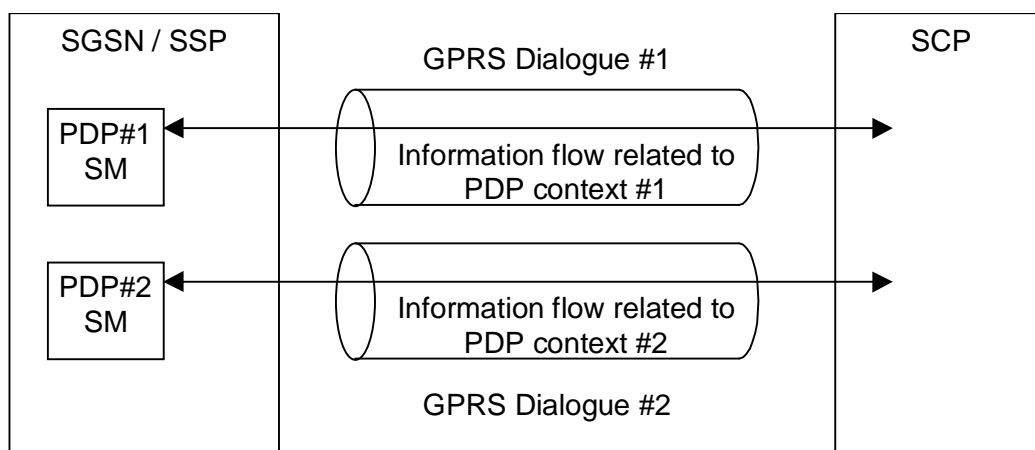 SGSN / SSP
SCP
GPRS Dialogue #1
PDP#1
SM
Information flow related to
PDP context #1
PDP#2
SM
Information flow related to
PDP context #2
GPRS Dialogue #2